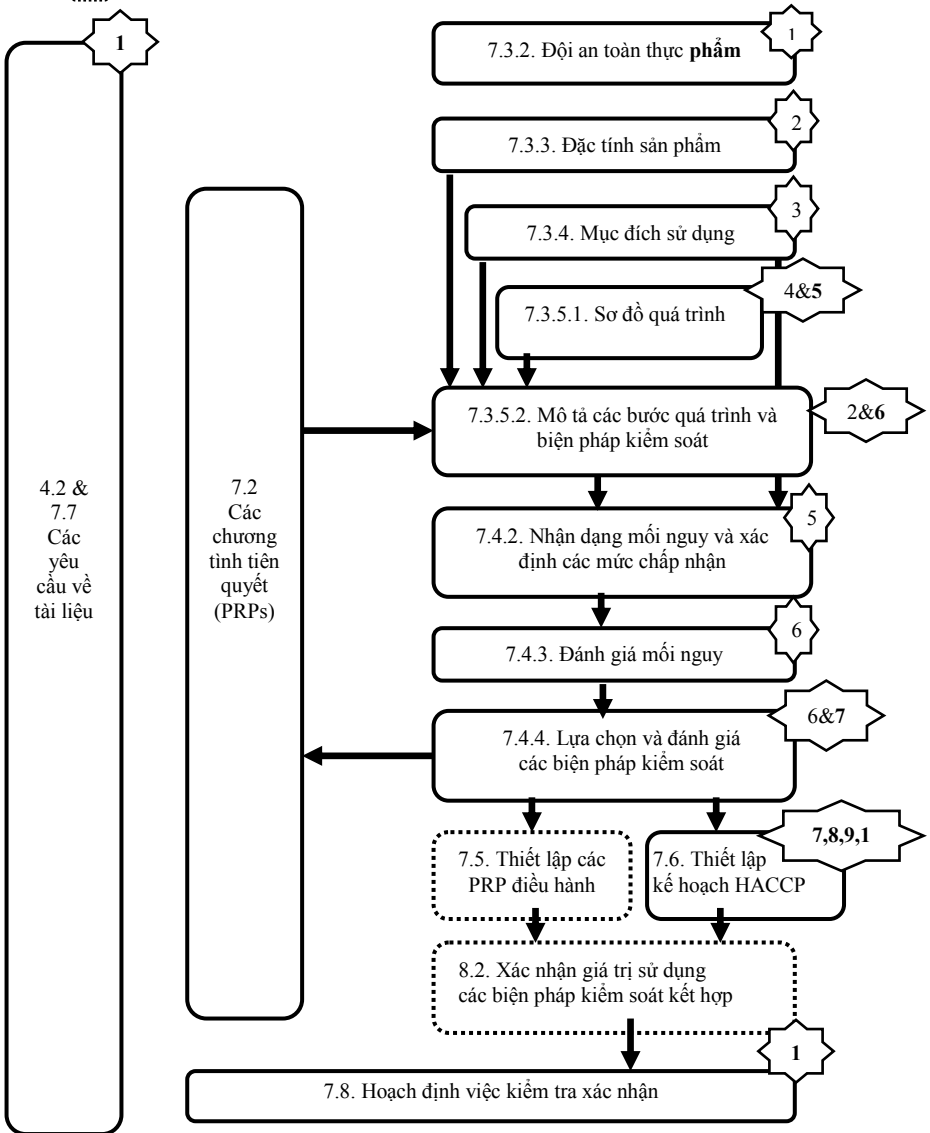 1
7.3.2. Đội an toàn thực phẩm
1
7.3.3. Đặc tính sản phẩm
2
7.3.4. Mục đích sử dụng
3
7.3.5.1. Sơ đồ quá trình
4&5
7.3.5.2. Mô tả các bước quá trình và
biện pháp kiểm soát
2&6
4.2 &
7.7
Các
yêu
cầu về
tài liệu
7.2
Các
chương
tình tiên
quyết
(PRPs)
7.4.2. Nhận dạng mối nguy và xác
định các mức chấp nhận
5
7.4.3. Đánh giá mối nguy
6
7.4.4. Lựa chọn và đánh giá
các biện pháp kiểm soát
6&7
7.5. Thiết lập các
PRP điều hành
7.6. Thiết lập
kế hoạch HACCP
7,8,9,1
8.2. Xác nhận giá trị sử dụng
các biện pháp kiểm soát kết hợp
1
7.8. Hoạch định việc kiểm tra xác nhận